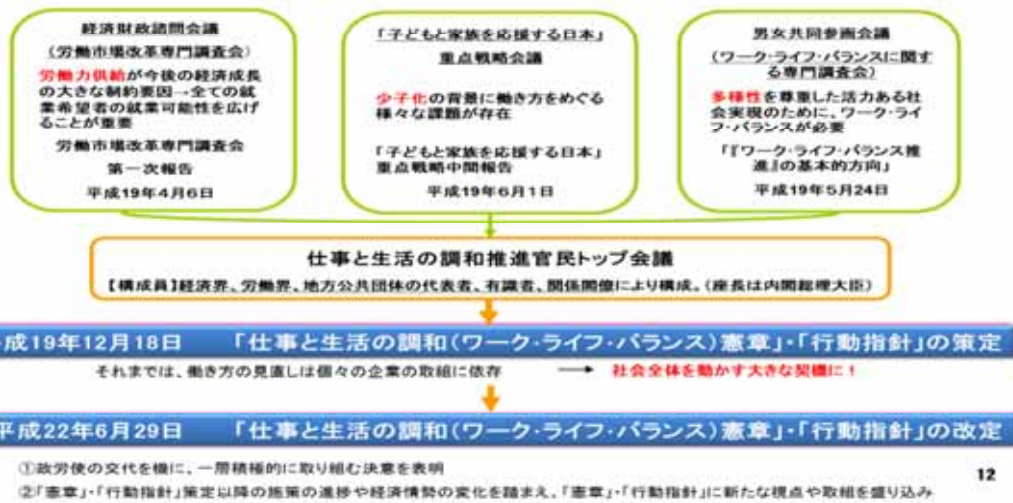 経済財政諮問会議
(労働市場改革専門調査会)
労働力供給が今後の経済成長
の大きな制約要因→全ての就
業希望者の就業可能性を広げ
ることが重要
労働市場改革専門調査会
第一次報告
平成19年4月6日
「子どもと家族を応援する日本」
重点戦略会議
少子化の背景に働き方をめぐる
様々な課題が存在
「子どもと家族を応援する日本」
重点戦略中間報告
平成19年6月1日
男女共同参画会議
(ワーク・ライフ・バランスに関す
る専門調査会)
多様性を尊重した活力ある社
会実現のために、ワーク・ライ
フ・バランスが必要
「『ワーク・ライフ・バランス推
進』の基本的方向」
平成19年5月24日
仕事と生活の調和推進官民トップ会議
【構成員】経済界、労働界、地方公共団体の代表者、有識者、関係閣僚により構成。(座長は内閣総理大臣)
成19年12月18日 「仕事と生活の調和(ワーク・ライフ・バランス)憲章」・「行動指針」の策定
それまでは、働き方の見直しは個々の企業の取組に依存 → 社会全体を動かす大きな契機に!
平成22年6月29日 「仕事と生活の調和(ワーク・ライフ・バランス)憲章」・「行動指針」の改定
①政労使の交代を機に、一層積極的に取り組む決意を表明
②「憲章」・「行動指針」策定以降の施策の進捗や経済情勢の変化を踏まえ、「憲章」・「行動指針」に新たな視点や取組を盛り込み
12